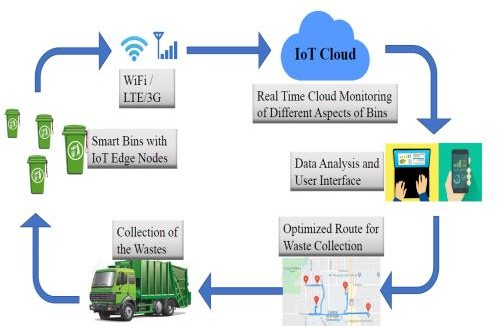 WiFi /
LTE/3G
IoT Cloud
Real Time Cloud Monitoring
of Different Aspects of Bins
Smart Bins with
IoT Edge Nodes
Data Analysis and
User Interface
Optimized Route for
Waste Collection
Collection of
the Wastes